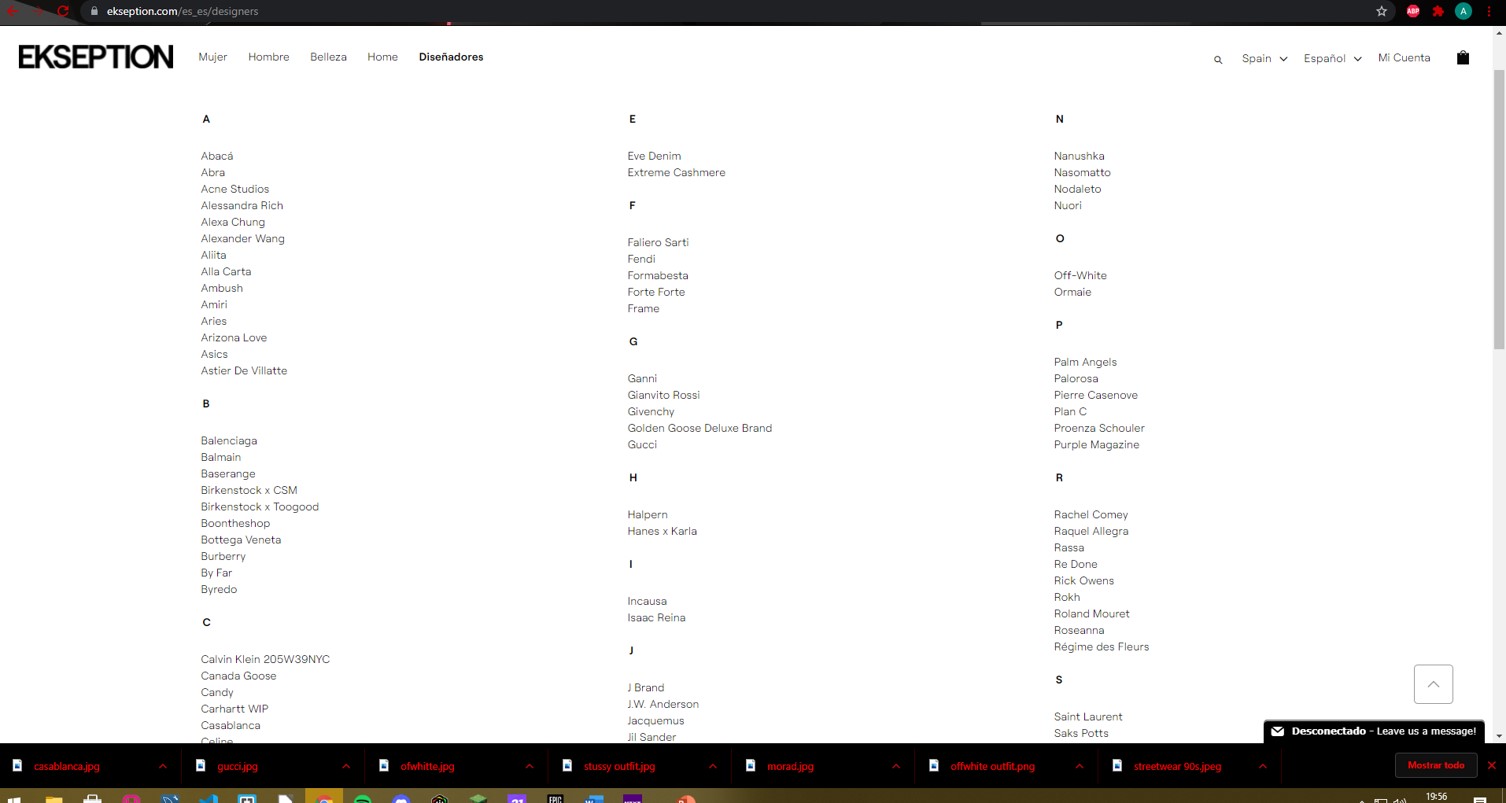 ekseption.com/es_es/designers
ABP
A
EKSEPTION
Mujer Hombre Belleza Home Diseñadores
Spain Español Mi Cuenta
A
Abacá
Abra
Acne Studios
Alessandra Rich
Alexa Chung
Alexander Wang
Aliita
Alla Carta
Ambush
Amiri
Aries
Arizona Love
Asics
Astier De Villatte
B
Balenciaga
Balmain
Baserange
Birkenstock x CSM
Birkenstock x Toogood
Boontheshop
Bottega Veneta
Burberry
By Far
Byredo
C
Calvin Klein 205W39NYC
Canada Goose
Candy
Carhartt WIP
Casablanca
Celine
E
Eve Denim
Extreme Cashmere
F
Faliero Sarti
Fendi
Formabesta
Forte Forte
Frame
G
Ganni
Gianvito Rossi
Givenchy
Golden Goose Deluxe Brand
Gucci
H
Halpern
Hanes x Karla
I
Incausa
Isaac Reina
J
J Brand
J.W. Anderson
Jacquemus
Jil Sander
N
Nanushka
Nasomatto
Nodaleto
Nuori
O
Off-White
Ormaie
P
Palm Angels
Palorosa
Pierre Casenove
Plan C
Proenza Schouler
Purple Magazine
R
Rachel Comey
Raquel Allegra
Rassa
Re Done
Rick Owens
Rokh
Roland Mouret
Roseanna
Régime des Fleurs
S
Saint Laurent
Saks Potts
Desconectado - Leave us a message!
casablanca.jpg
gucci.jpg
ofwhitte.jpg
stussy outfit.jpg
morad.jpg
offwhite outfit.png
streetwear 90s.jpeg
Mostrar todo
EPIC
19:56